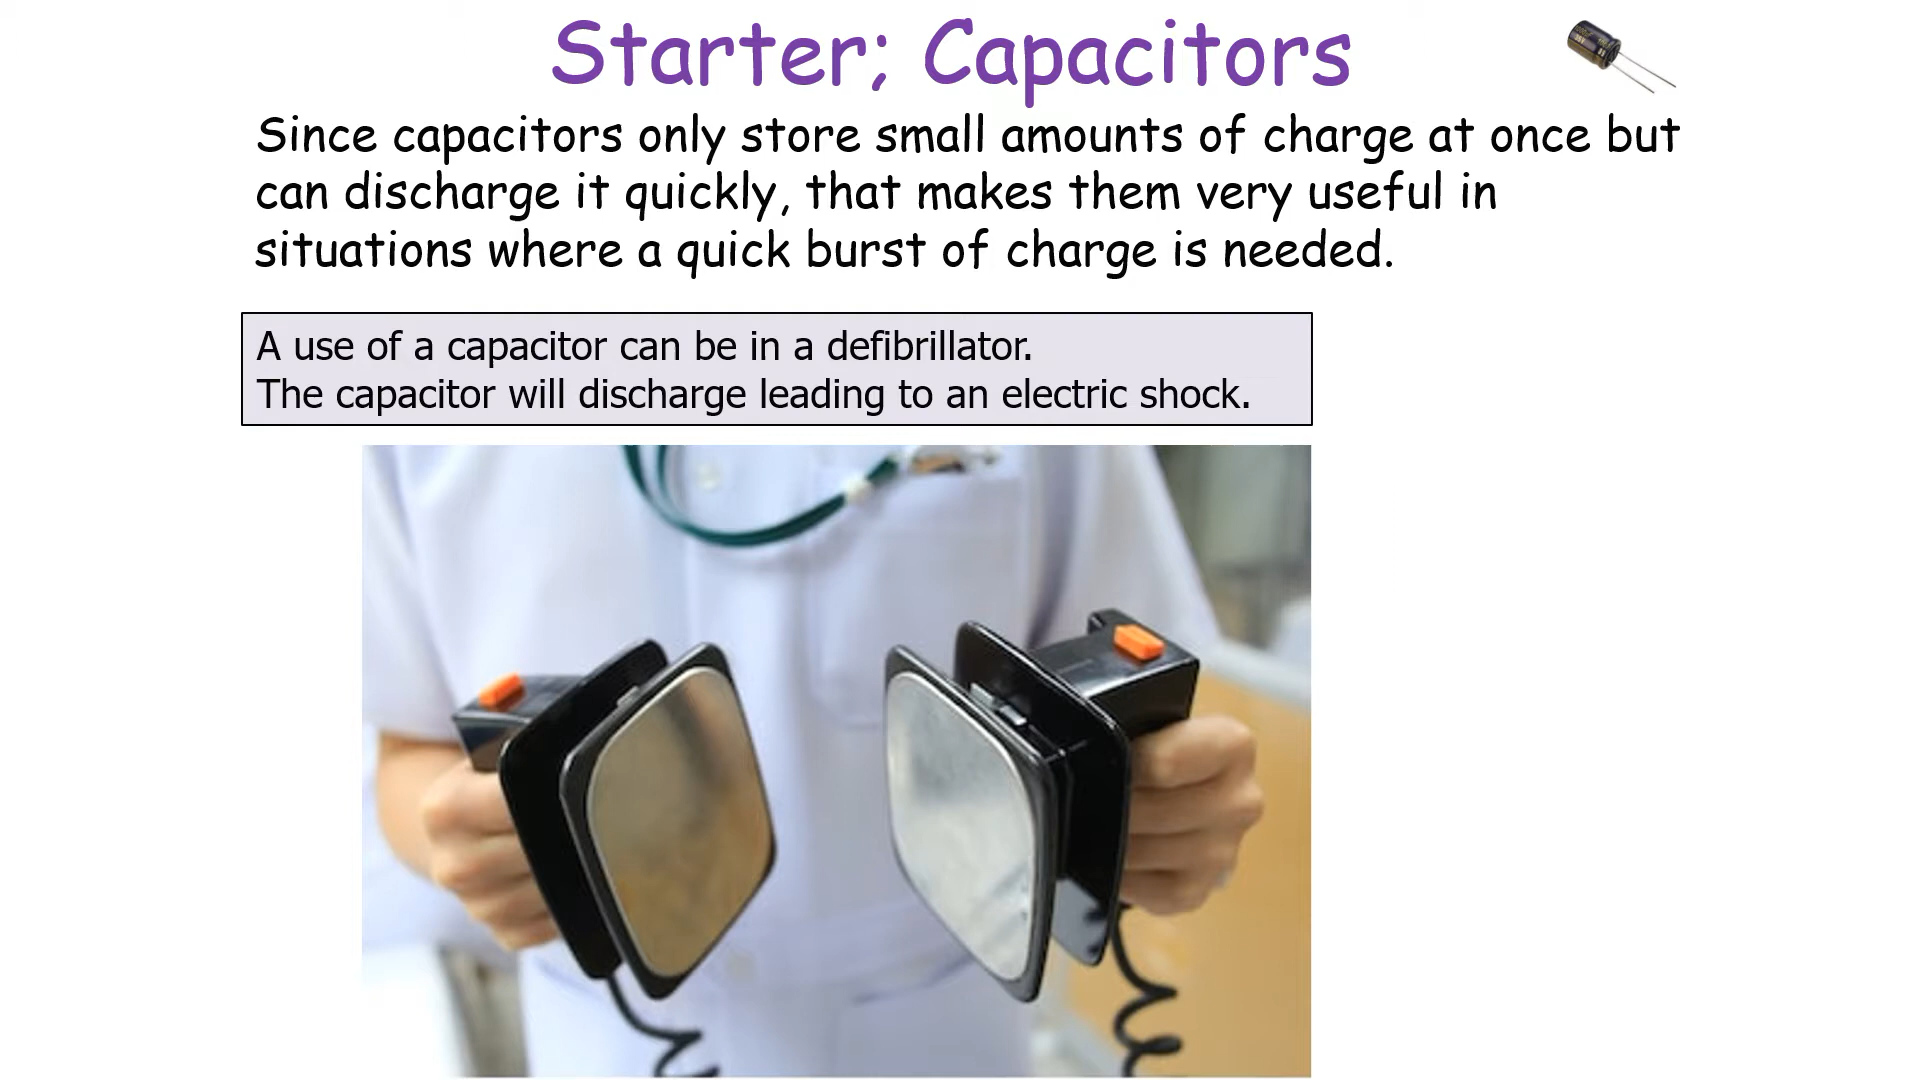 Starter; Capacitors
Since capacitors only store small amounts of charge at once but
can discharge it quickly, that makes them very useful in
situations where a quick burst of charge is needed.
A use of a capacitor can be in a defibrillator.
The capacitor will discharge leading to an electric shock.